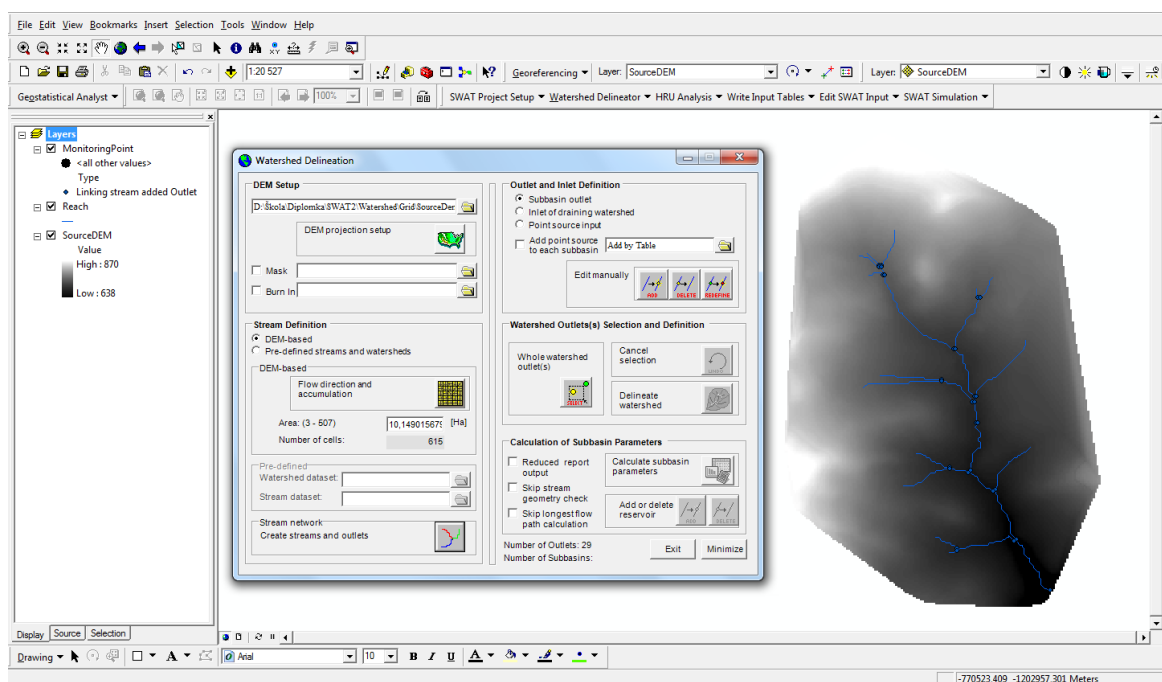 File Edit View Bookmarks Insert Selection Tools Window Help
1:20 527
Georeferencing Layer: SourceDEM
Layer: SourceDEM
Geostatistical Analyst
100%
SWAT Project Setup Watershed Delineator HRU Analysis Write Input Tables Edit SWAT Input SWAT Simulation
Layers
MonitoringPoint
<all other values>
Type
Linking stream added Outlet
Reach
SourceDEM
Value
High : 870
Low : 638
Display Source Selection
Watershed Delineation
DEM Setup
D:\Škola\Diplomka\SWAT2\Watershed\Grid\SourceDer
DEM projection setup
Mask
Burn In
Stream Definition
DEM-based
Pre-defined streams and watersheds
DEM-based
Flow direction and
accumulation
Area: (3 - 507) 10,149015679 [Ha]
Number of cells: 615
Pre-defined
Watershed dataset:
Stream dataset:
Stream network
Create streams and outlets
Outlet and Inlet Definition
Subbasin outlet
Inlet of draining watershed
Point source input
Add point source
to each subbasin
Add by Table
Edit manually
ADD DELETE REDEFINE
Watershed Outlets(s) Selection and Definition
Whole watershed
outlet(s)
SELECT
Cancel
selection
Delineate
watershed
Calculation of Subbasin Parameters
Reduced report
output
Skip stream
geometry check
Skip longest flow
path calculation
Calculate subbasin
parameters
Add or delete
reservoir
ADD DELETE
Number of Outlets: 29
Number of Subbasins:
Exit Minimize
Drawing A Arial 10 B I U A
-770523.409 -1202957.301 Meters